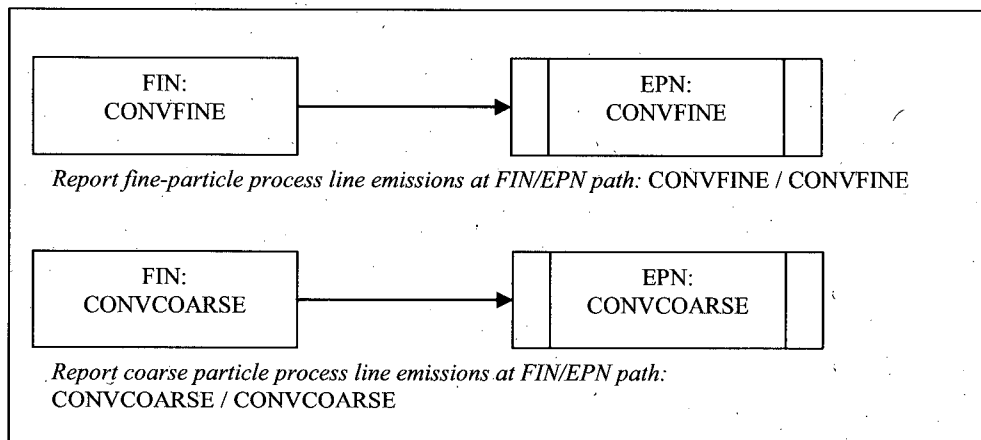 FIN:
CONVFINE
EPN:
CONVFINE
Report fine-particle process line emissions at FIN/EPN path: CONVFINE / CONVFINE
FIN:
CONVCOARSE
EPN:
CONVCOARSE
Report coarse particle process line emissions at FIN/EPN path:
CONVCOARSE / CONVCOARSE